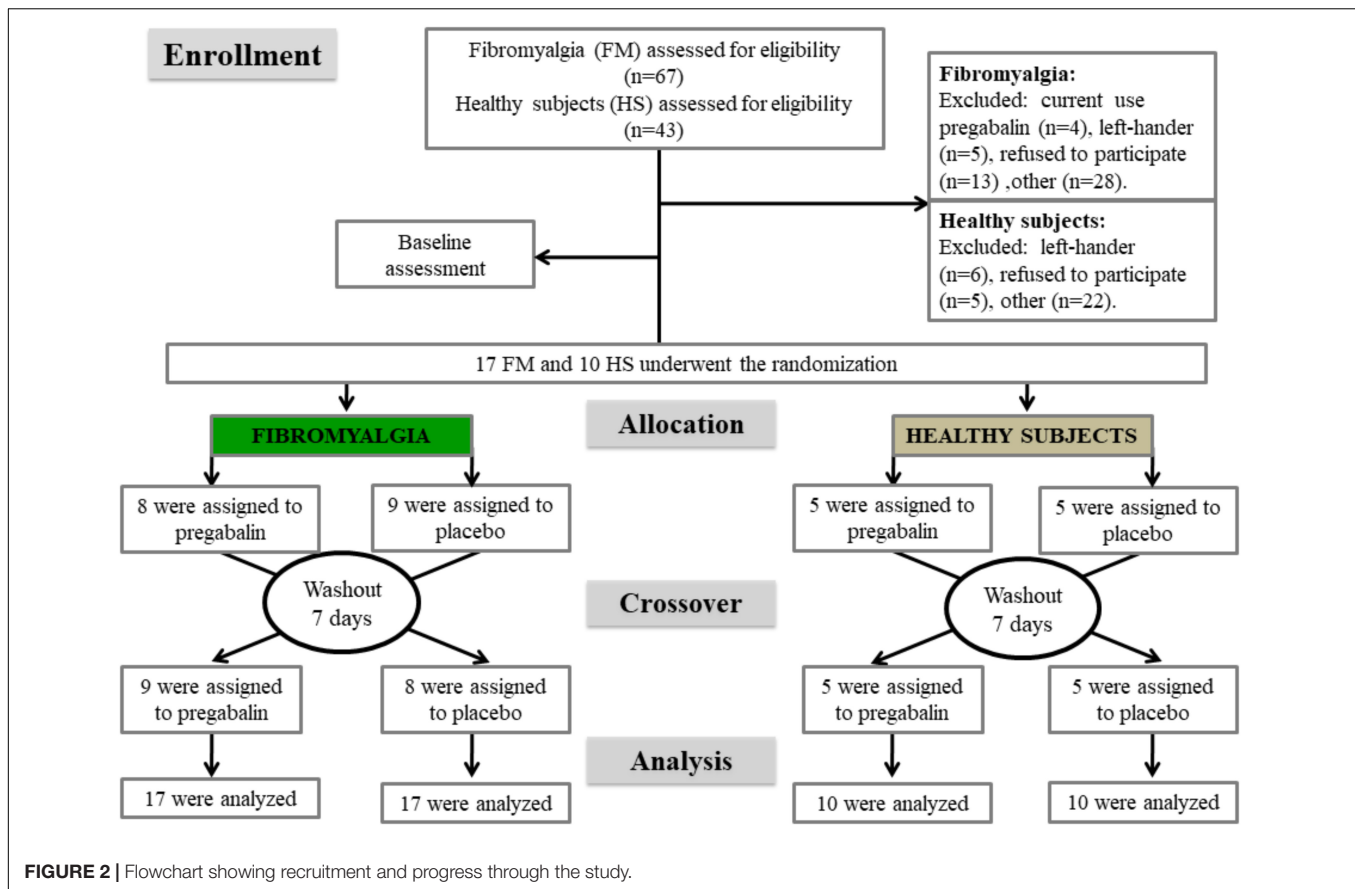 Enrollment
Fibromyalgia (FM) assessed for eligibility
(n=67)
Healthy subjects (HS) assessed for eligibility
(n=43)
Fibromyalgia:
Excluded: current use
pregabalin (n=4), left-hander
(n=5), refused to participate
(n=13) ,other (n=28).
Healthy subjects:
Excluded: left-hander
(n=6), refused to participate
(n=5), other (n=22).
Baseline
assessment
17 FM and 10 HS underwent the randomization
Allocation
FIBROMYALGIA
HEALTHY SUBJECTS
8 were assigned to
pregabalin
9 were assigned to
placebo
5 were assigned to
pregabalin
5 were assigned to
placebo
Washout
7 days
Crossover
Washout
7 days
9 were assigned
to pregabalin
8 were assigned
to placebo
5 were assigned
to pregabalin
5 were assigned
to placebo
Analysis
17 were analyzed
17 were analyzed
10 were analyzed
10 were analyzed
FIGURE 2 | Flowchart showing recruitment and progress through the study.